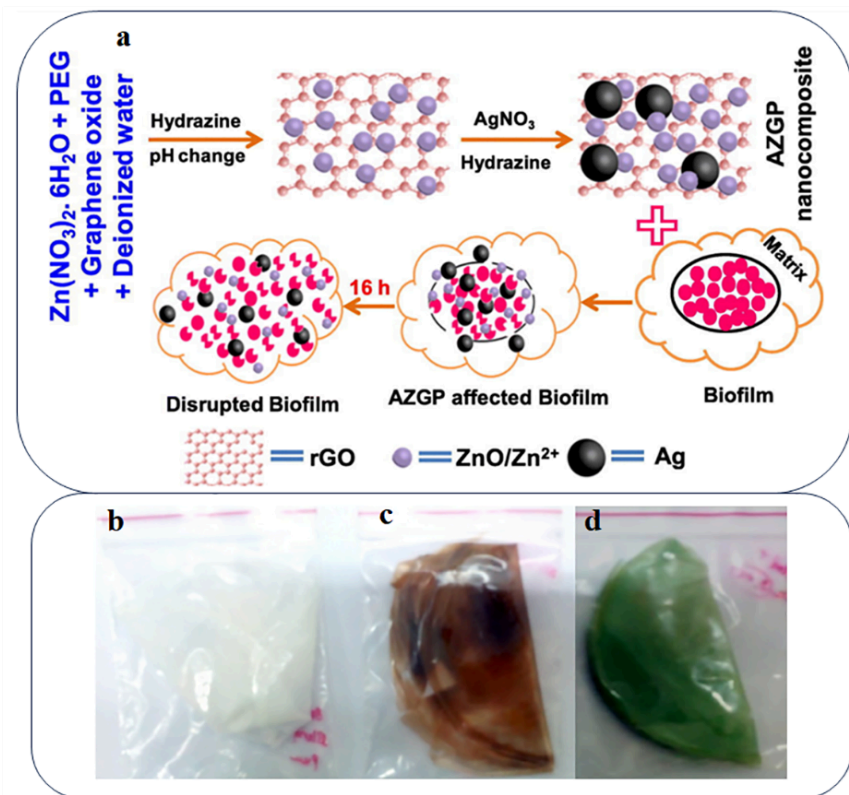 a
Zn(NO₃)₂. 6H₂O + PEG
+ Graphene oxide
+ Deionized water
Hydrazine
pH change
AgNO₃
Hydrazine
AZGP
nanocomposite
Matrix
16 h
Disrupted Biofilm
AZGP affected Biofilm
Biofilm
rGO
ZnO/Zn²⁺
Ag
b
c
d